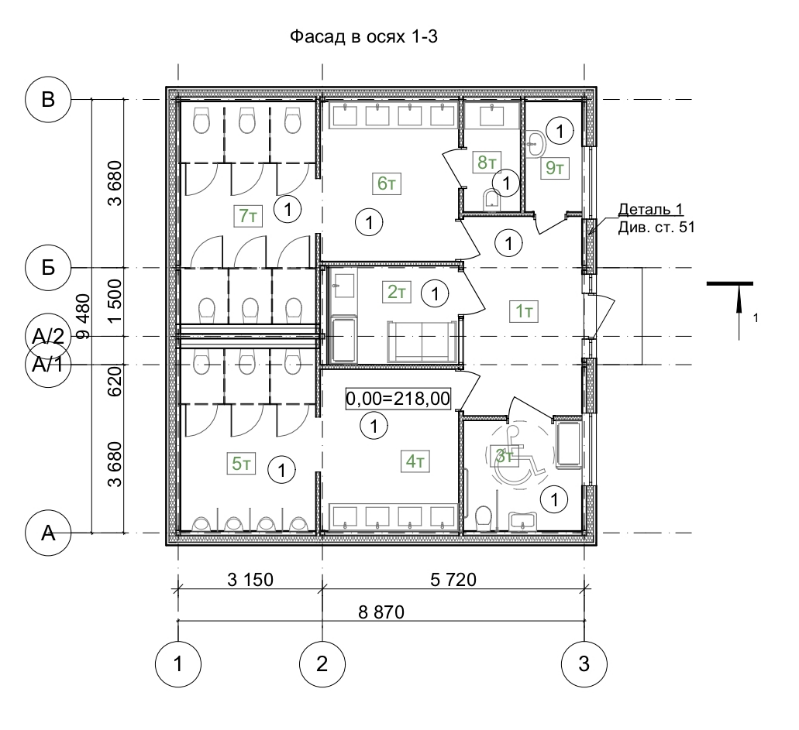 Фасад в осях 1-3
В
1
8т
1
9т
6т
3 680
7т
1
1
1
Деталь 1
Див. ст. 51
Б
2т
1
1т
1 500
9 480
1
А/2
А/1
620
0,00=218,00
1
5т
1
4т
3т
3 680
1
А
3 150
5 720
8 870
1
2
3